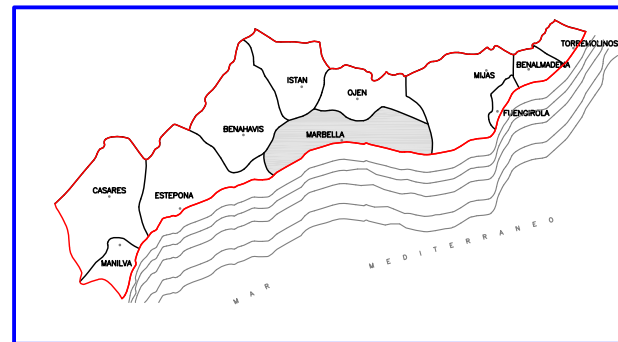 TORREMOLINOS
BENALMADENA
MIJAS
ISTAN
OJEN
FUENGIROLA
BENAHAVIS
MARBELLA
CASARES
ESTEPONA
MANILVA
MAR MEDITERRANEO